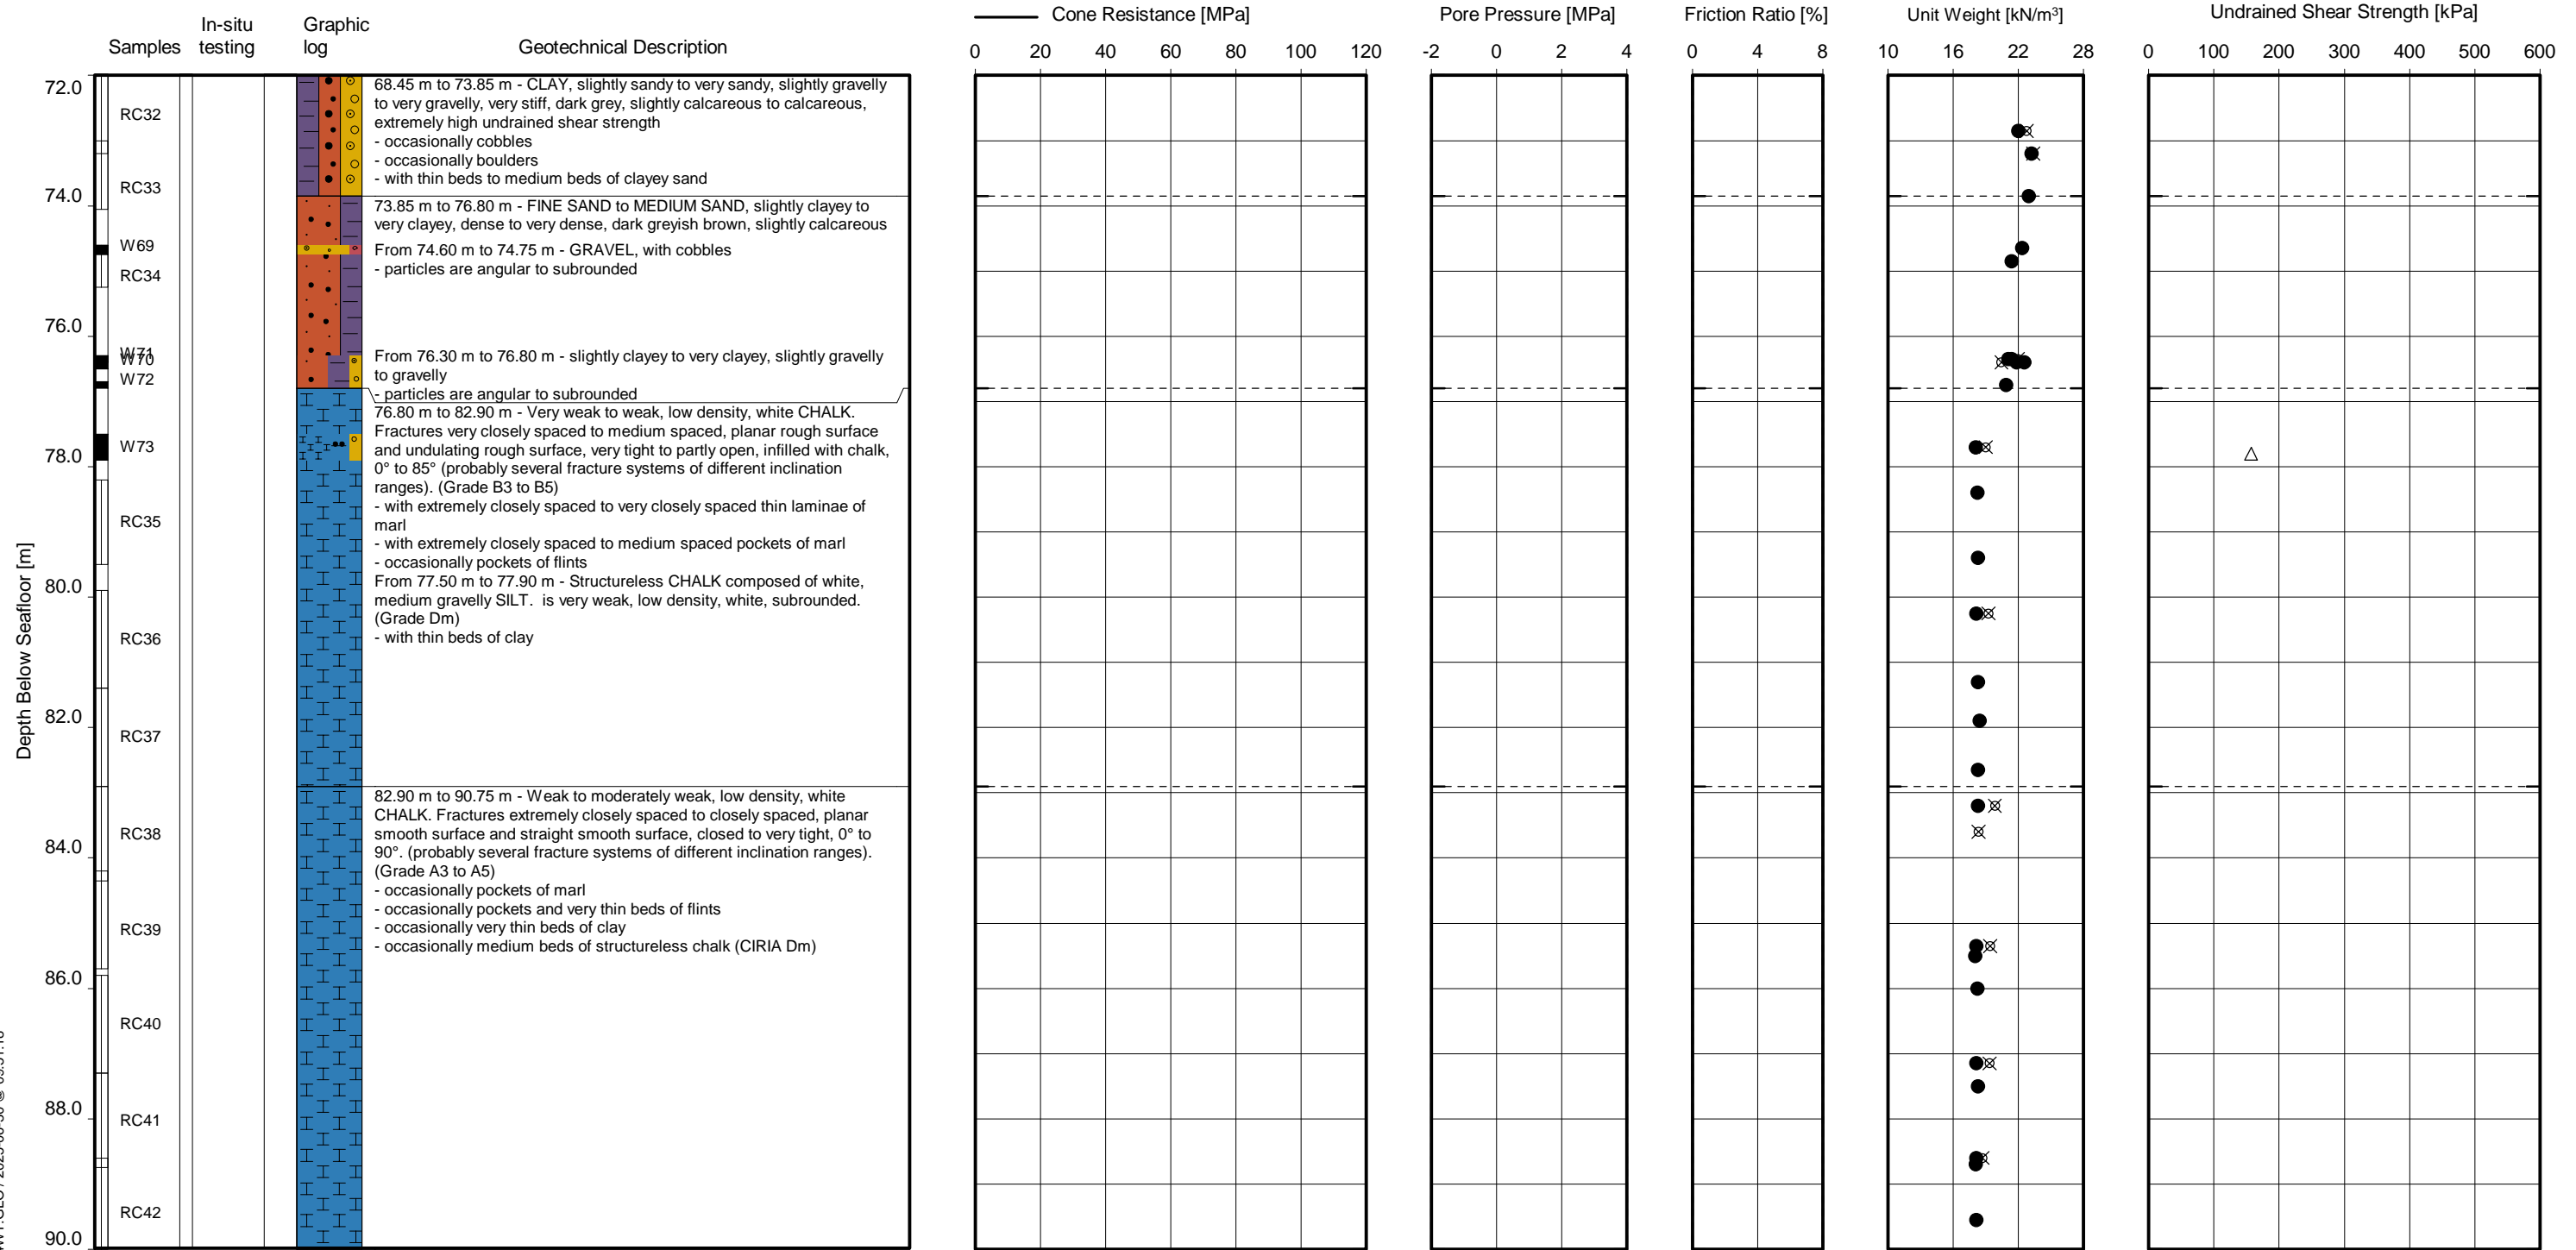 In-situ
testing
Samples
Graphic
log
Geotechnical Description
Cone Resistance [MPa]
Pore Pressure [MPa]
Friction Ratio [%]
Unit Weight [kN/m³]
Undrained Shear Strength [kPa]
0 20 40 60 80 100 120
-2 0 2 4
0 4 8
10 16 22 28
0 100 200 300 400 500 600
Depth Below Seafloor [m]
72.0
74.0
76.0
78.0
80.0
82.0
84.0
86.0
88.0
90.0
RC32
RC33
W69
RC34
W71
W70
W72
W73
RC35
RC36
RC37
RC38
RC39
RC40
RC41
RC42
68.45 m to 73.85 m - CLAY, slightly sandy to very sandy, slightly gravelly
to very gravelly, very stiff, dark grey, slightly calcareous to calcareous,
extremely high undrained shear strength
- occasionally cobbles
- occasionally boulders
- with thin beds to medium beds of clayey sand
73.85 m to 76.80 m - FINE SAND to MEDIUM SAND, slightly clayey to
very clayey, dense to very dense, dark greyish brown, slightly calcareous
From 74.60 m to 74.75 m - GRAVEL, with cobbles
- particles are angular to subrounded
From 76.30 m to 76.80 m - slightly clayey to very clayey, slightly gravelly
to gravelly
- particles are angular to subrounded
76.80 m to 82.90 m - Very weak to weak, low density, white CHALK.
Fractures very closely spaced to medium spaced, planar rough surface
and undulating rough surface, very tight to partly open, infilled with chalk,
0° to 85° (probably several fracture systems of different inclination
ranges). (Grade B3 to B5)
- with extremely closely spaced to very closely spaced thin laminae of
marl
- with extremely closely spaced to medium spaced pockets of marl
- occasionally pockets of flints
From 77.50 m to 77.90 m - Structureless CHALK composed of white,
medium gravelly SILT.  is very weak, low density, white, subrounded.
(Grade Dm)
- with thin beds of clay
82.90 m to 90.75 m - Weak to moderately weak, low density, white
CHALK. Fractures extremely closely spaced to closely spaced, planar
smooth surface and straight smooth surface, closed to very tight, 0° to
90°. (probably several fracture systems of different inclination ranges).
(Grade A3 to A5)
- occasionally pockets of marl
- occasionally pockets and very thin beds of flints
- occasionally very thin beds of clay
- occasionally medium beds of structureless chalk (CIRIA Dm)